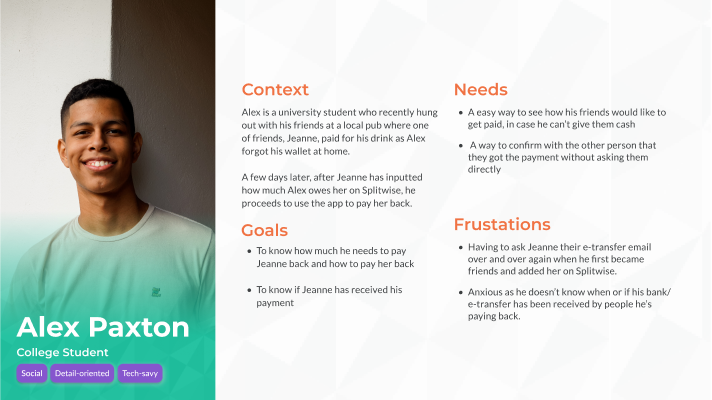 Alex Paxton
College Student
Social Detail-oriented Tech-savy
Context
Alex is a university student who recently hung
out with his friends at a local pub where one
of friends, Jeanne, paid for his drink as Alex
forgot his wallet at home.
A few days later, after Jeanne has inputted
how much Alex owes her on Splitwise, he
proceeds to use the app to pay her back.
Goals
• To know how much he needs to pay
Jeanne back and how to pay her back
• To know if Jeanne has received his
payment
Needs
• A easy way to see how his friends would like to
get paid, in case he can't give them cash
• A way to confirm with the other person that
they got the payment without asking them
directly
Frustations
• Having to ask Jeanne their e-transfer email
over and over again when he first became
friends and added her on Splitwise.
• Anxious as he doesn't know when or if his bank/
e-transfer has been received by people he's
paying back.